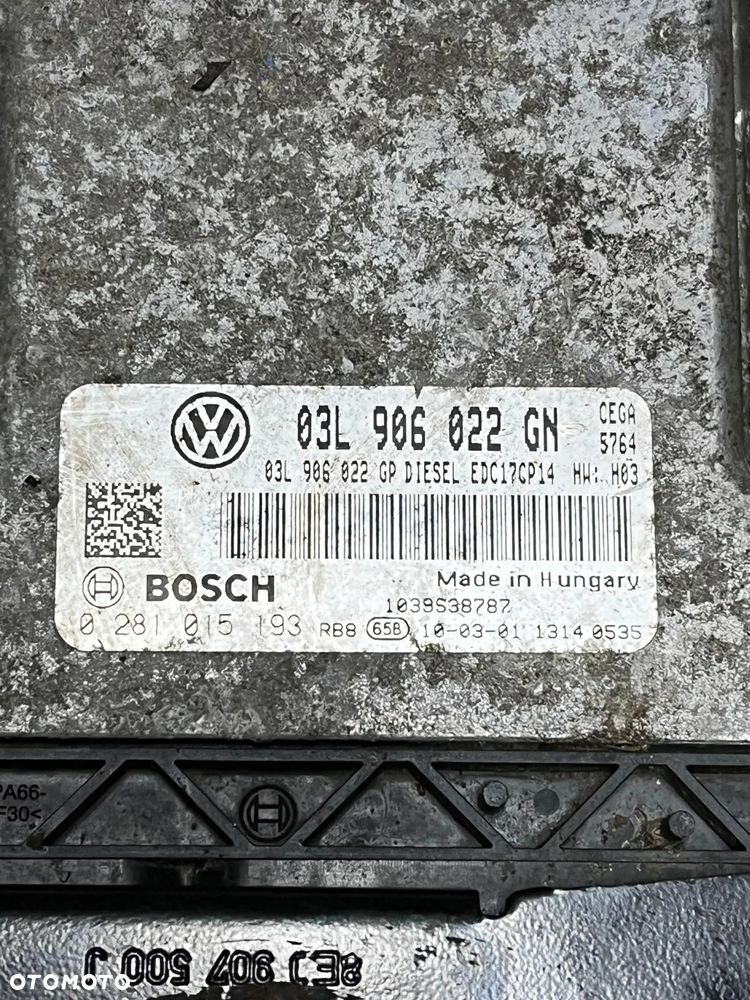 03L 906 022 GN
CEGA
5764
03L 906 022 GP DIESEL EDC17CP14 HW: H03
BOSCH
Made in Hungary
1039S38787
0 281 015 193 RB8 65B 10-03-01 1314 0535
PA66-
F30<
907 500
OTOMOTO